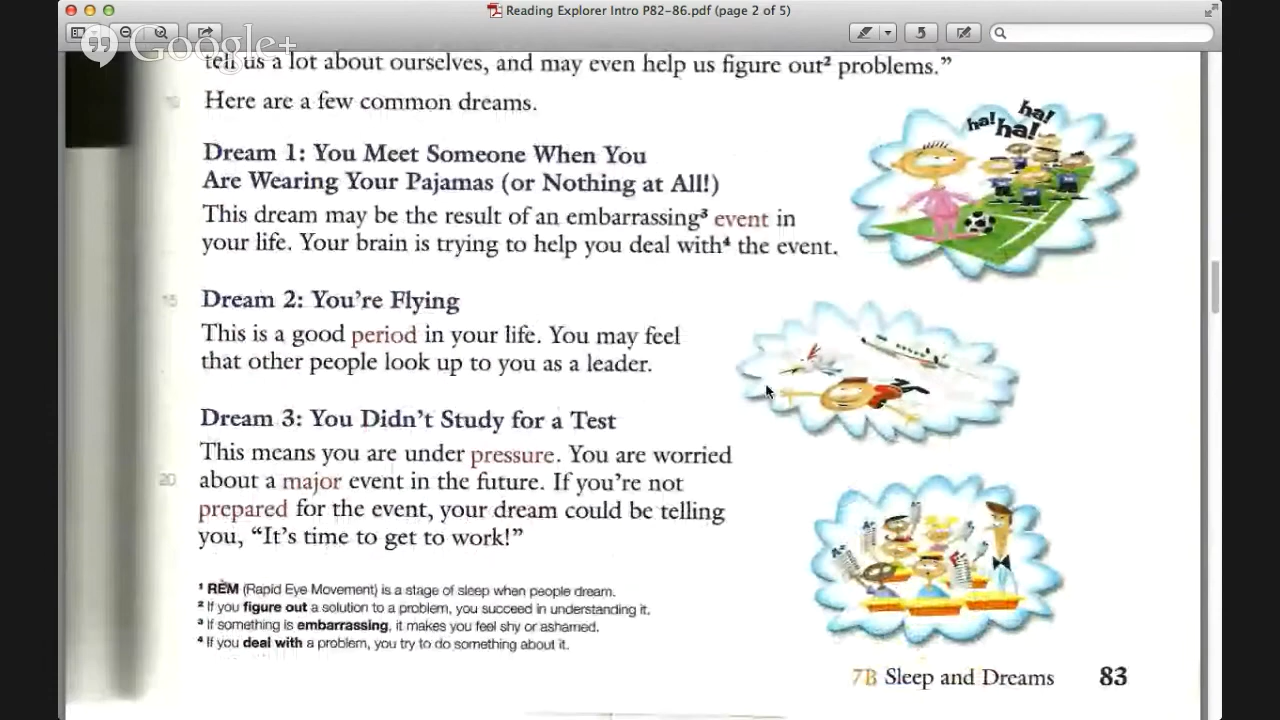 Reading Explorer Intro P82-86.pdf (page 2 of 5)
Google+
tell us a lot about ourselves, and may even help us figure out² problems.”
10 Here are a few common dreams.
ha! ha! ha!
Dream 1: You Meet Someone When You
Are Wearing Your Pajamas (or Nothing at All!)
This dream may be the result of an embarrassing³ event in
your life. Your brain is trying to help you deal with⁴ the event.
15 Dream 2: You’re Flying
This is a good period in your life. You may feel
that other people look up to you as a leader.
Dream 3: You Didn’t Study for a Test
This means you are under pressure. You are worried
20 about a major event in the future. If you’re not
prepared for the event, your dream could be telling
you, “It’s time to get to work!”
¹ REM (Rapid Eye Movement) is a stage of sleep when people dream.
² If you figure out a solution to a problem, you succeed in understanding it.
³ If something is embarrassing, it makes you feel shy or ashamed.
⁴ If you deal with a problem, you try to do something about it.
7B Sleep and Dreams 83